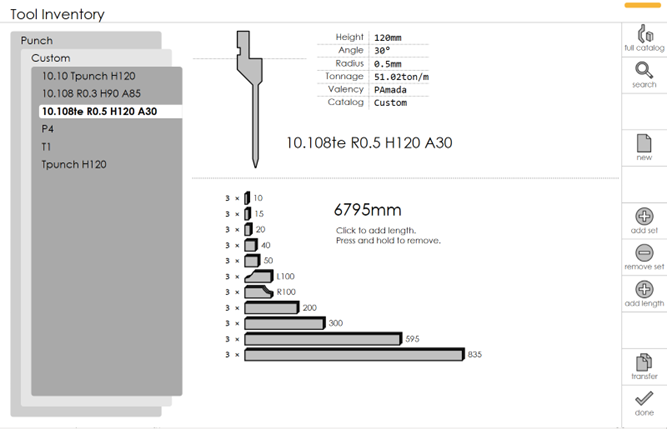 Tool Inventory
Punch
Custom
10.10 Tpunch H120
10.108 R0.3 H90 A85
10.108te R0.5 H120 A30
P4
T1
Tpunch H120
Height 120mm
Angle 30°
Radius 0.5mm
Tonnage 51.02ton/m
Valency PAmada
Catalog Custom
10.108te R0.5 H120 A30
3 × 10
3 × 15
3 × 20
3 × 40
3 × 50
3 × L100
3 × R100
3 × 200
3 × 300
3 × 595
3 × 835
6795mm
Click to add length.
Press and hold to remove.
full catalog
search
new
add set
remove set
add length
transfer
done